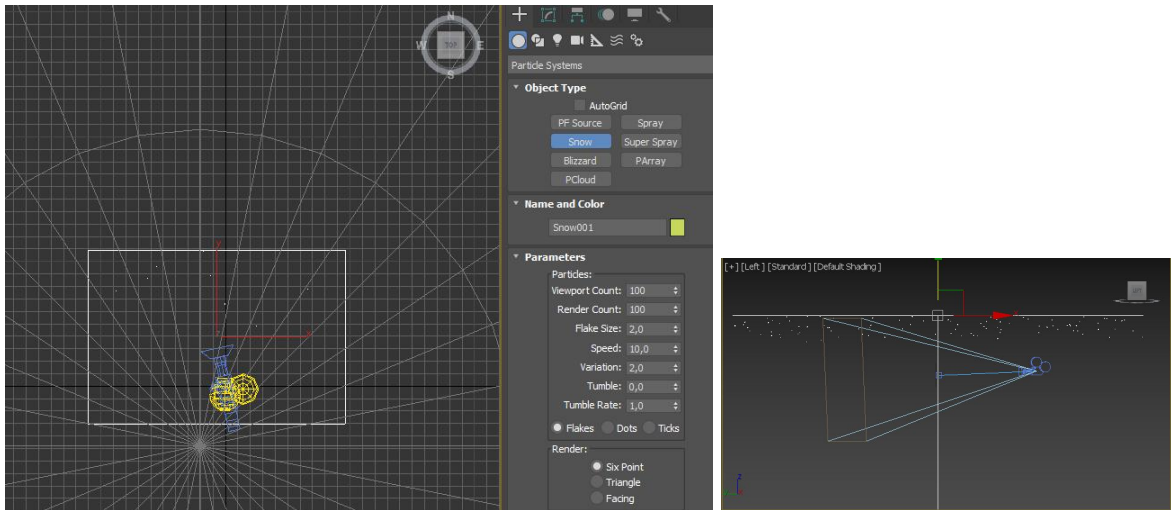 N
W
TOP
E
S
Particle Systems
Object Type
AutoGrid
PF Source Spray
Snow Super Spray
Blizzard PArray
PCloud
Name and Color
Snow001
Parameters
Particles:
Viewport Count: 100
Render Count: 100
Flake Size: 2,0
Speed: 10,0
Variation: 2,0
Tumble: 0,0
Tumble Rate: 1,0
Flakes Dots Ticks
Render:
Six Point
Triangle
Facing
y
x
[+] [Left ] [Standard ] [Default Shading ]
z